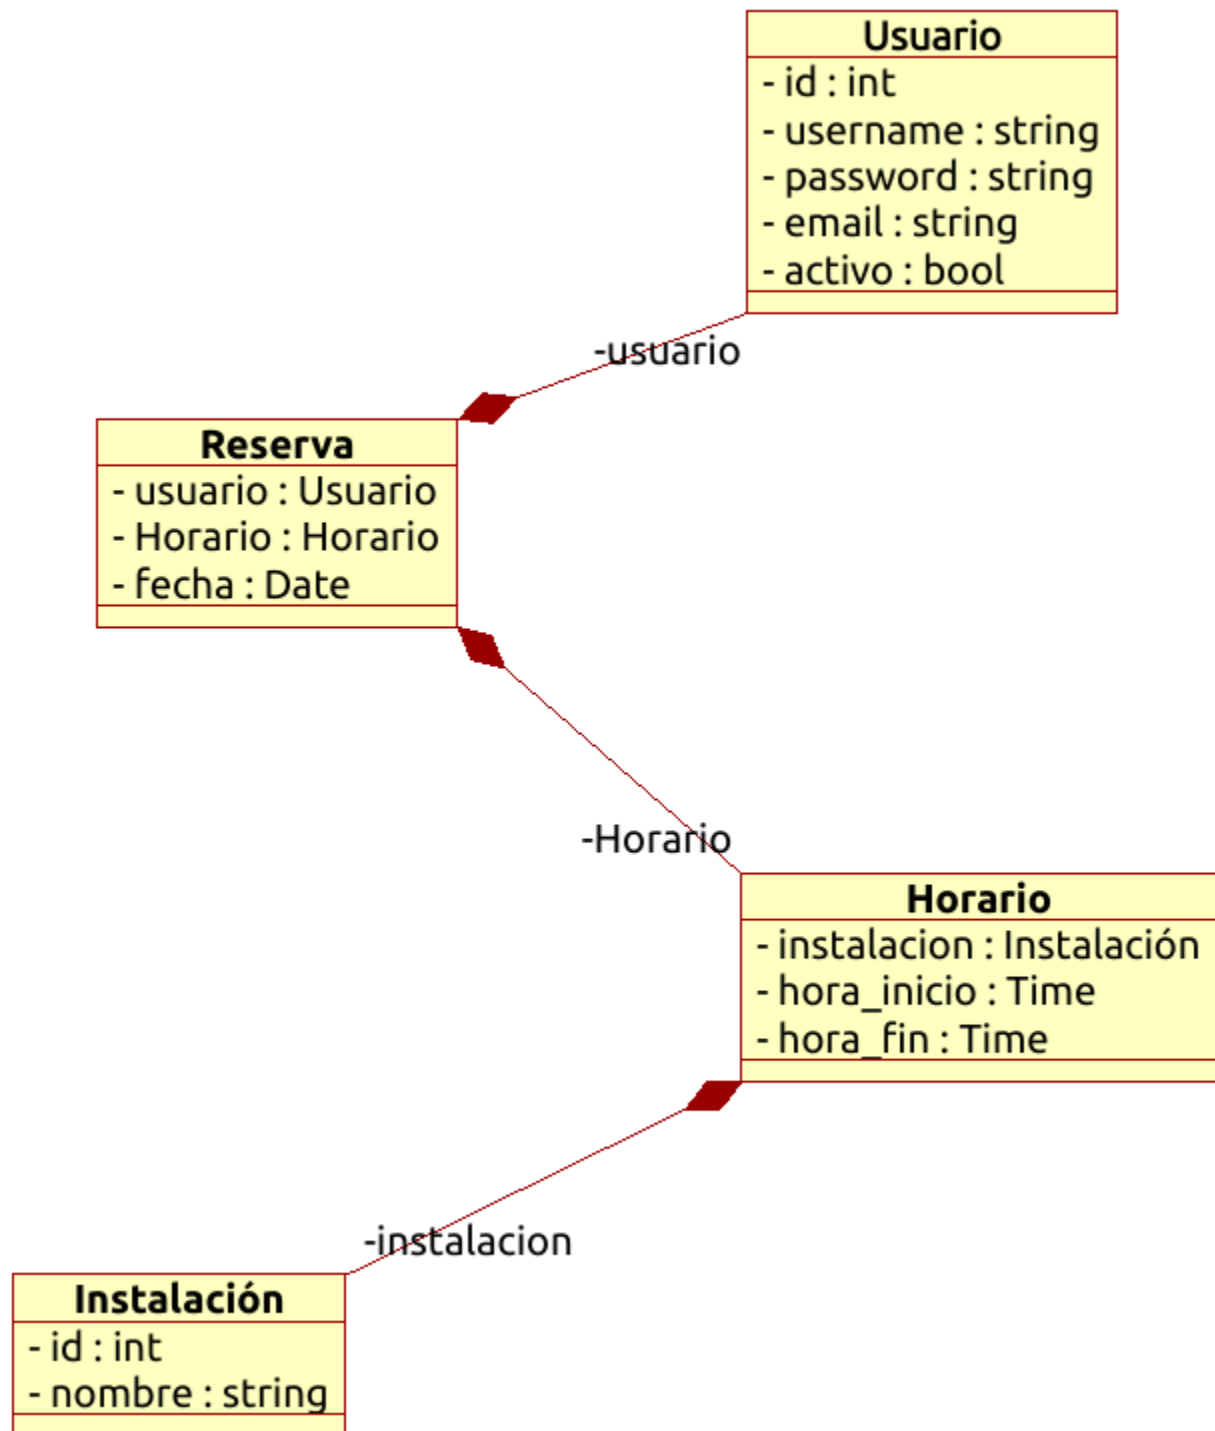 Usuario
- id : int
- username : string
- password : string
- email : string
- activo : bool
-usuario
Reserva
- usuario : Usuario
- Horario : Horario
- fecha : Date
-Horario
Horario
- instalacion : Instalación
- hora_inicio : Time
- hora_fin : Time
-instalacion
Instalación
- id : int
- nombre : string